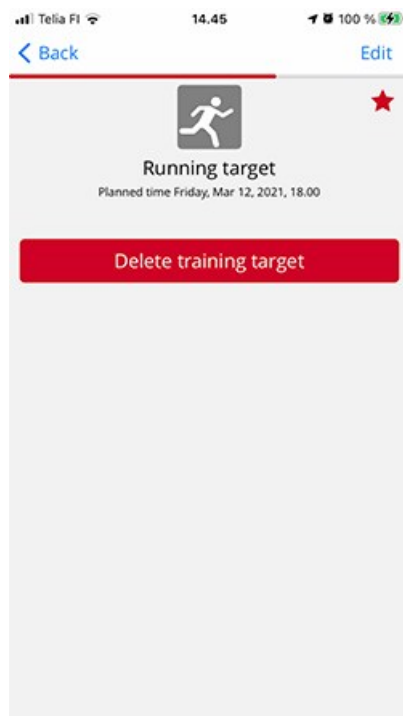 Telia FI 14.45 100 %
Back Edit
Running target
Planned time Friday, Mar 12, 2021, 18.00
Delete training target